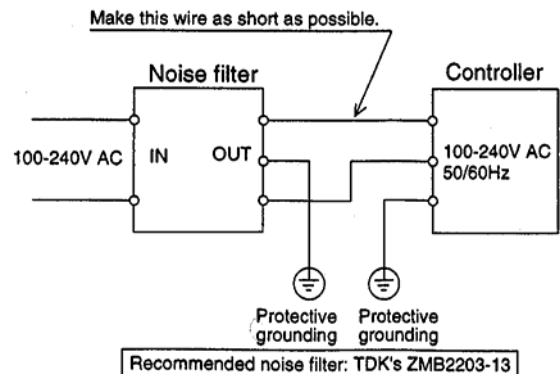 Make this wire as short as possible.
Noise filter
Controller
100-240V AC
IN
OUT
100-240V AC
50/60Hz
Protective
grounding
Protective
grounding
Recommended noise filter: TDK's ZMB2203-13